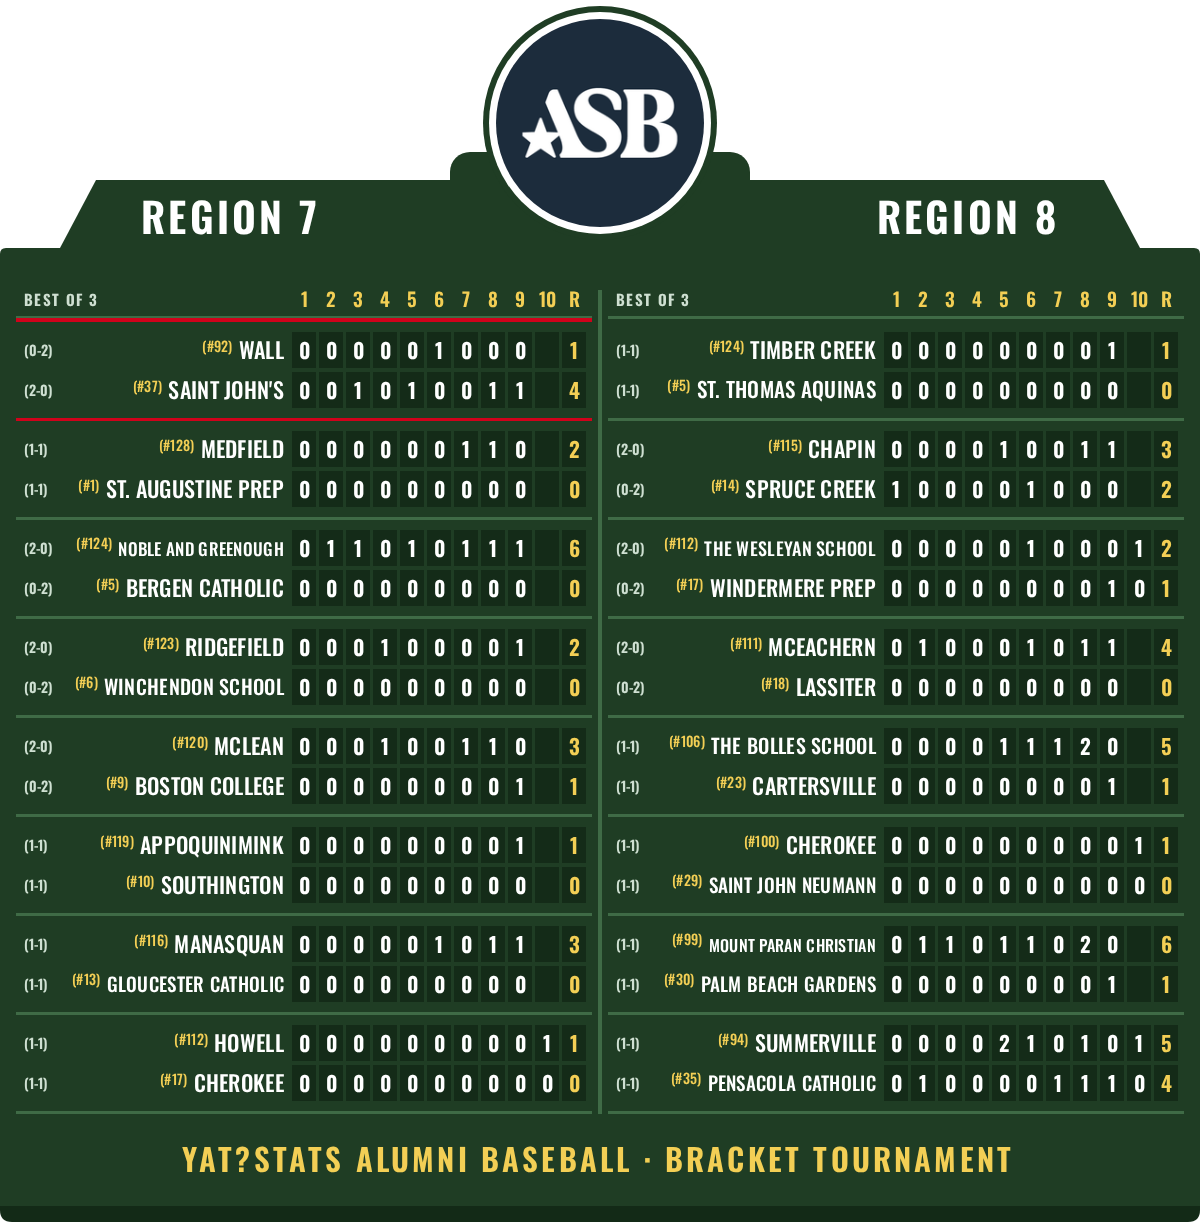 ASB
REGION 7
REGION 8
BEST OF 3 1 2 3 4 5 6 7 8 9 10 R
(0-2) (#92) WALL 0 0 0 0 0 1 0 0 0 1
(2-0) (#37) SAINT JOHN'S 0 0 1 0 1 0 0 1 1 4
(1-1) (#128) MEDFIELD 0 0 0 0 0 0 1 1 0 2
(1-1) (#1) ST. AUGUSTINE PREP 0 0 0 0 0 0 0 0 0 0
(2-0) (#124) NOBLE AND GREENOUGH 0 1 1 0 1 0 1 1 1 6
(0-2) (#5) BERGEN CATHOLIC 0 0 0 0 0 0 0 0 0 0
(2-0) (#123) RIDGEFIELD 0 0 0 1 0 0 0 0 1 2
(0-2) (#6) WINCHENDON SCHOOL 0 0 0 0 0 0 0 0 0 0
(2-0) (#120) MCLEAN 0 0 0 1 0 0 1 1 0 3
(0-2) (#9) BOSTON COLLEGE 0 0 0 0 0 0 0 0 1 1
(1-1) (#119) APPOQUINIMINK 0 0 0 0 0 0 0 0 1 1
(1-1) (#10) SOUTHINGTON 0 0 0 0 0 0 0 0 0 0
(1-1) (#116) MANASQUAN 0 0 0 0 0 1 0 1 1 3
(1-1) (#13) GLOUCESTER CATHOLIC 0 0 0 0 0 0 0 0 0 0
(1-1) (#112) HOWELL 0 0 0 0 0 0 0 0 0 1 1
(1-1) (#17) CHEROKEE 0 0 0 0 0 0 0 0 0 0 0
BEST OF 3 1 2 3 4 5 6 7 8 9 10 R
(1-1) (#124) TIMBER CREEK 0 0 0 0 0 0 0 0 1 1
(1-1) (#5) ST. THOMAS AQUINAS 0 0 0 0 0 0 0 0 0 0
(2-0) (#115) CHAPIN 0 0 0 0 1 0 0 1 1 3
(0-2) (#14) SPRUCE CREEK 1 0 0 0 0 1 0 0 0 2
(2-0) (#112) THE WESLEYAN SCHOOL 0 0 0 0 0 1 0 0 0 1 2
(0-2) (#17) WINDERMERE PREP 0 0 0 0 0 0 0 0 1 0 1
(2-0) (#111) MCEACHERN 0 1 0 0 0 1 0 1 1 4
(0-2) (#18) LASSITER 0 0 0 0 0 0 0 0 0 0
(1-1) (#106) THE BOLLES SCHOOL 0 0 0 0 1 1 1 2 0 5
(1-1) (#23) CARTERSVILLE 0 0 0 0 0 0 0 0 1 1
(1-1) (#100) CHEROKEE 0 0 0 0 0 0 0 0 0 1 1
(1-1) (#29) SAINT JOHN NEUMANN 0 0 0 0 0 0 0 0 0 0 0
(1-1) (#99) MOUNT PARAN CHRISTIAN 0 1 1 0 1 1 0 2 0 6
(1-1) (#30) PALM BEACH GARDENS 0 0 0 0 0 0 0 0 1 1
(1-1) (#94) SUMMERVILLE 0 0 0 0 2 1 0 1 0 1 5
(1-1) (#35) PENSACOLA CATHOLIC 0 1 0 0 0 0 1 1 1 0 4
YAT?STATS ALUMNI BASEBALL · BRACKET TOURNAMENT